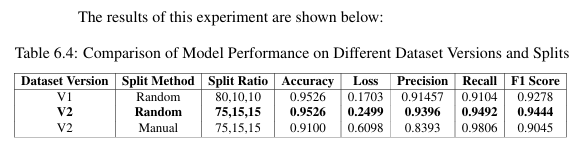 The results of this experiment are shown below:
Table 6.4: Comparison of Model Performance on Different Dataset Versions and Splits
Dataset Version Split Method Split Ratio Accuracy Loss Precision Recall F1 Score
V1 Random 80,10,10 0.9526 0.1703 0.91457 0.9104 0.9278
V2 Random 75,15,15 0.9526 0.2499 0.9396 0.9492 0.9444
V2 Manual 75,15,15 0.9100 0.6098 0.8393 0.9806 0.9045